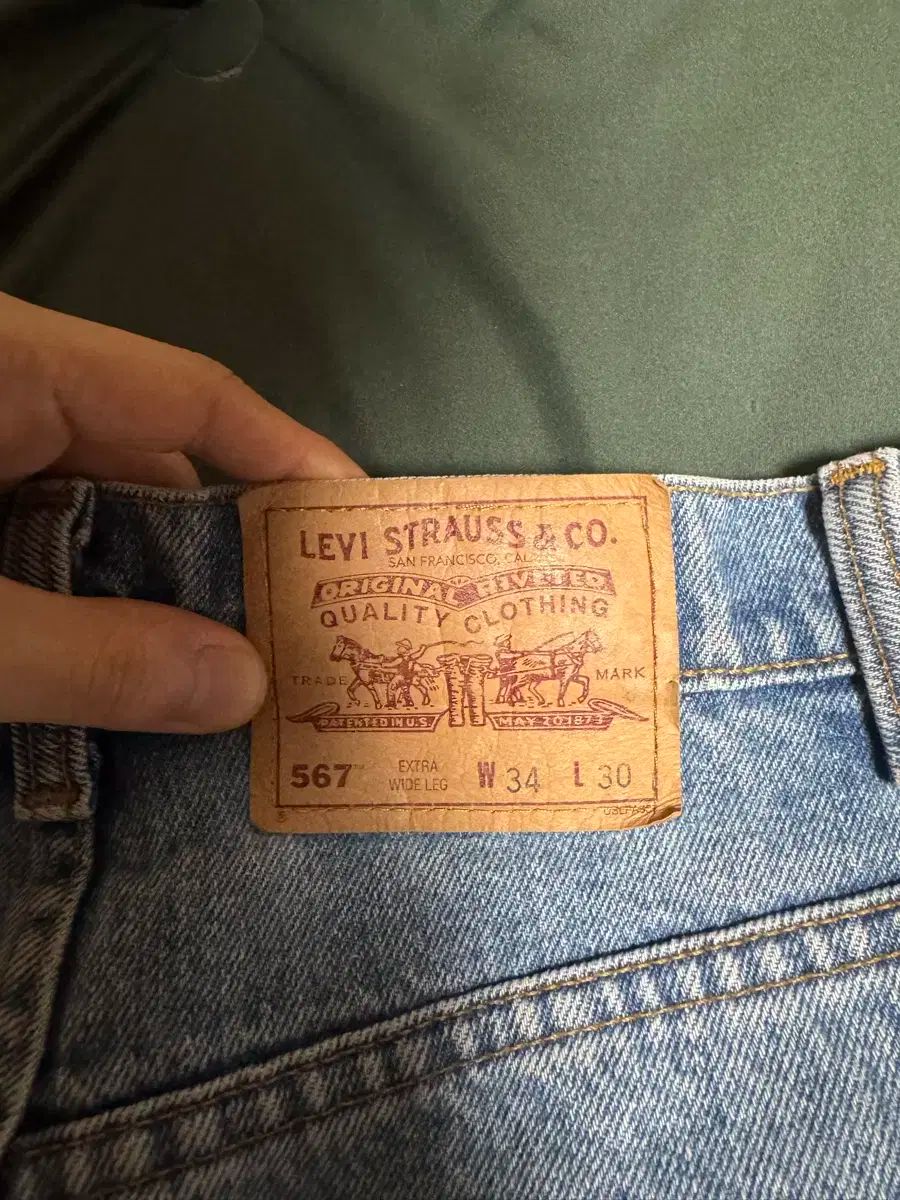 LEVI STRAUSS & CO.
SAN FRANCISCO, CAL.
ORIGINAL RIVETED
QUALITY CLOTHING
TRADE MARK
PATENTED IN U.S. MAY 20 1873
567™ EXTRA WIDE LEG W 34 L 30